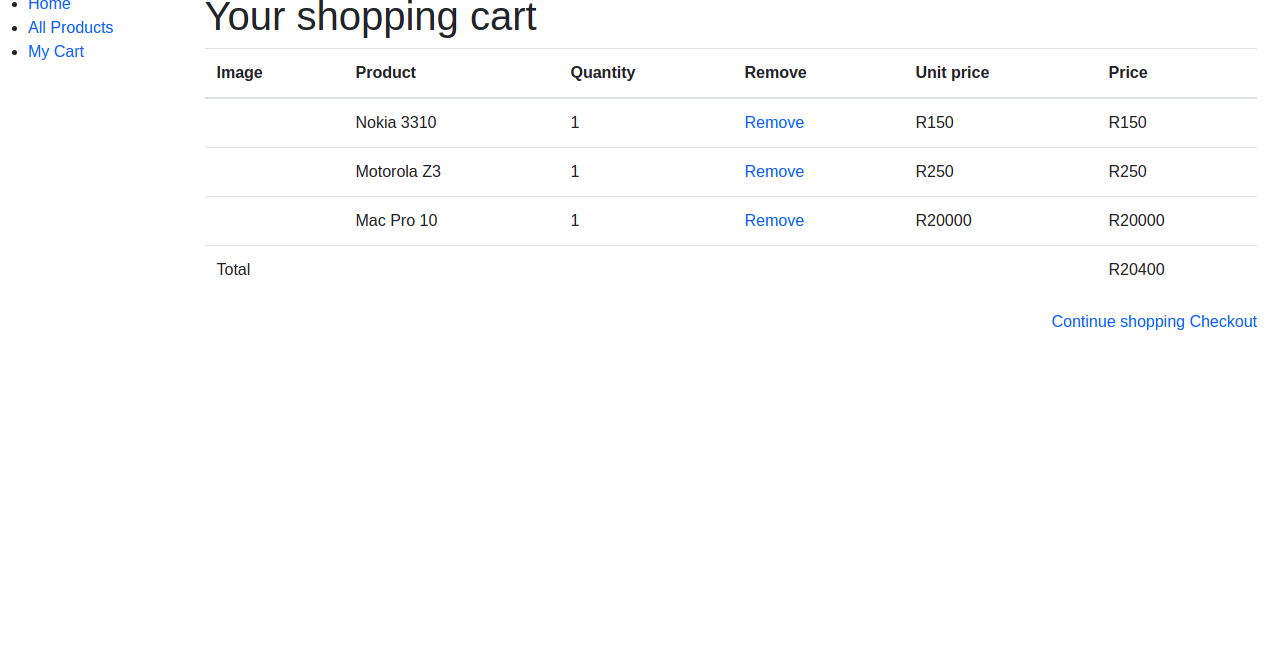 Home
All Products
My Cart
Your shopping cart
Image Product Quantity Remove Unit price Price
Nokia 3310 1 Remove R150 R150
Motorola Z3 1 Remove R250 R250
Mac Pro 10 1 Remove R20000 R20000
Total R20400
Continue shopping Checkout